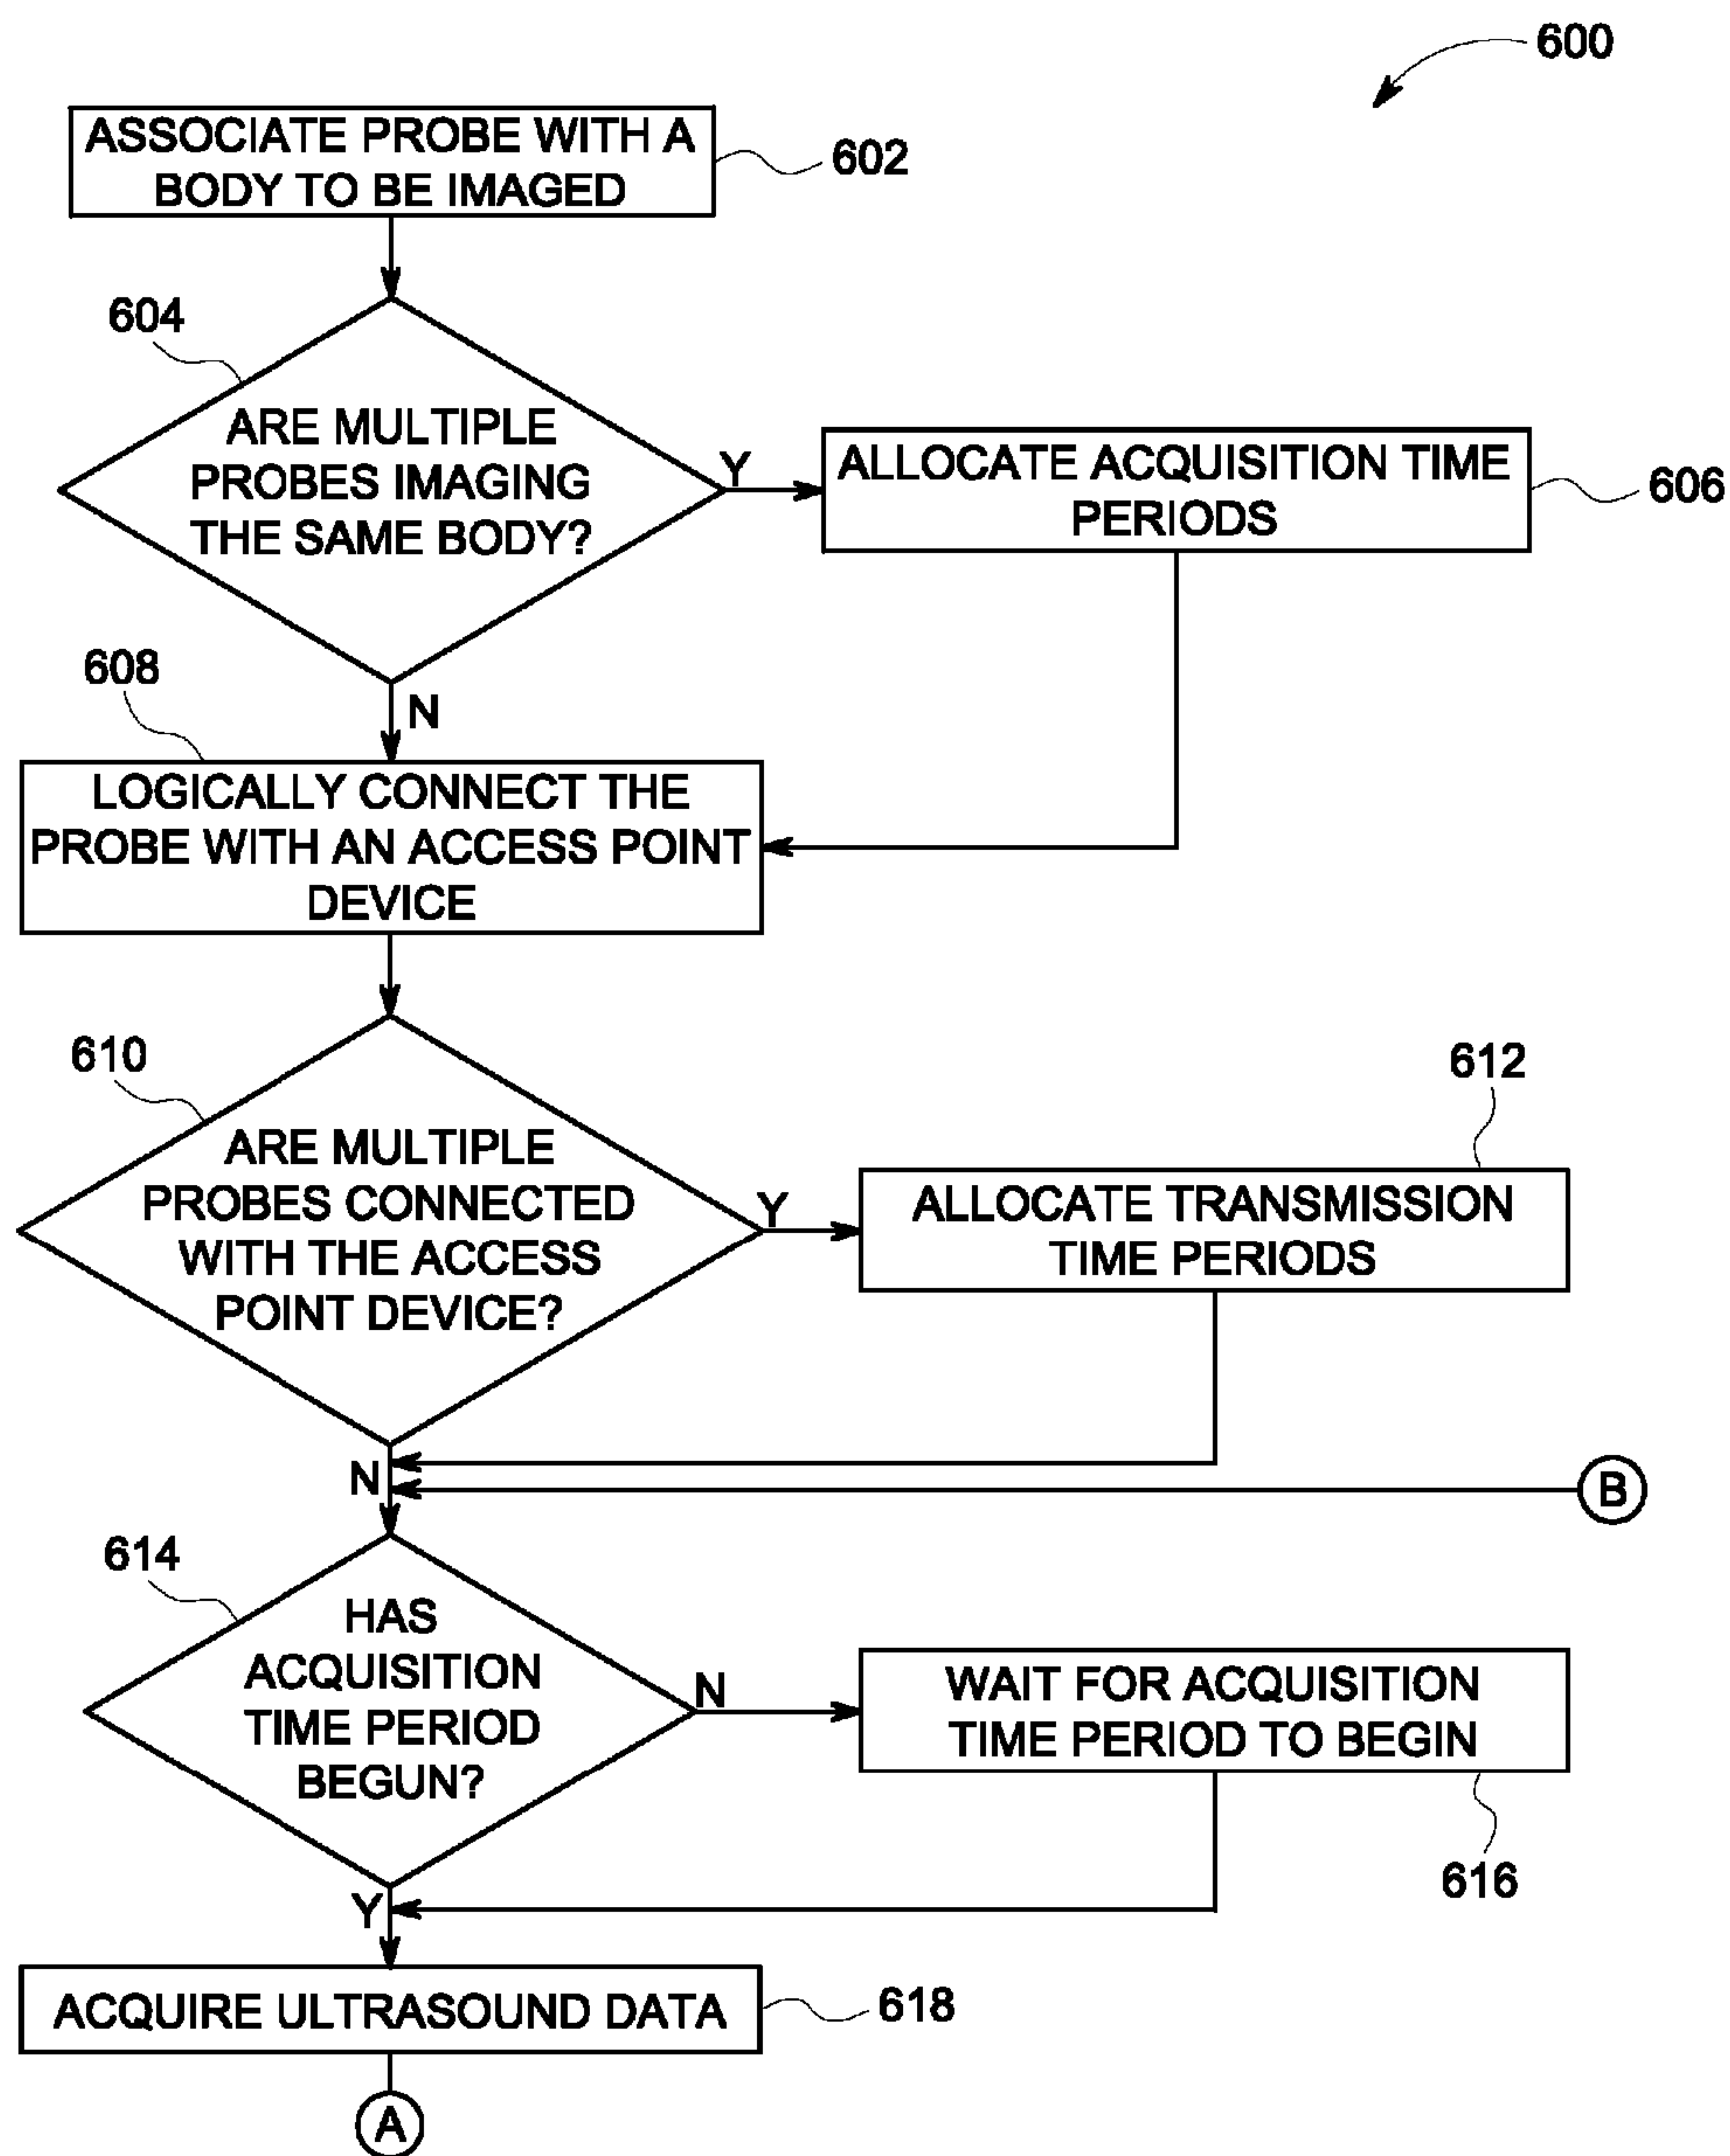 600
ASSOCIATE PROBE WITH A
BODY TO BE IMAGED
602
604
ARE MULTIPLE
PROBES IMAGING
THE SAME BODY?
Y
ALLOCATE ACQUISITION TIME
PERIODS
606
N
608
LOGICALLY CONNECT THE
PROBE WITH AN ACCESS POINT
DEVICE
610
ARE MULTIPLE
PROBES CONNECTED
WITH THE ACCESS
POINT DEVICE?
Y
612
ALLOCATE TRANSMISSION
TIME PERIODS
N
B
614
HAS
ACQUISITION
TIME PERIOD
BEGUN?
N
WAIT FOR ACQUISITION
TIME PERIOD TO BEGIN
616
Y
ACQUIRE ULTRASOUND DATA
618
A